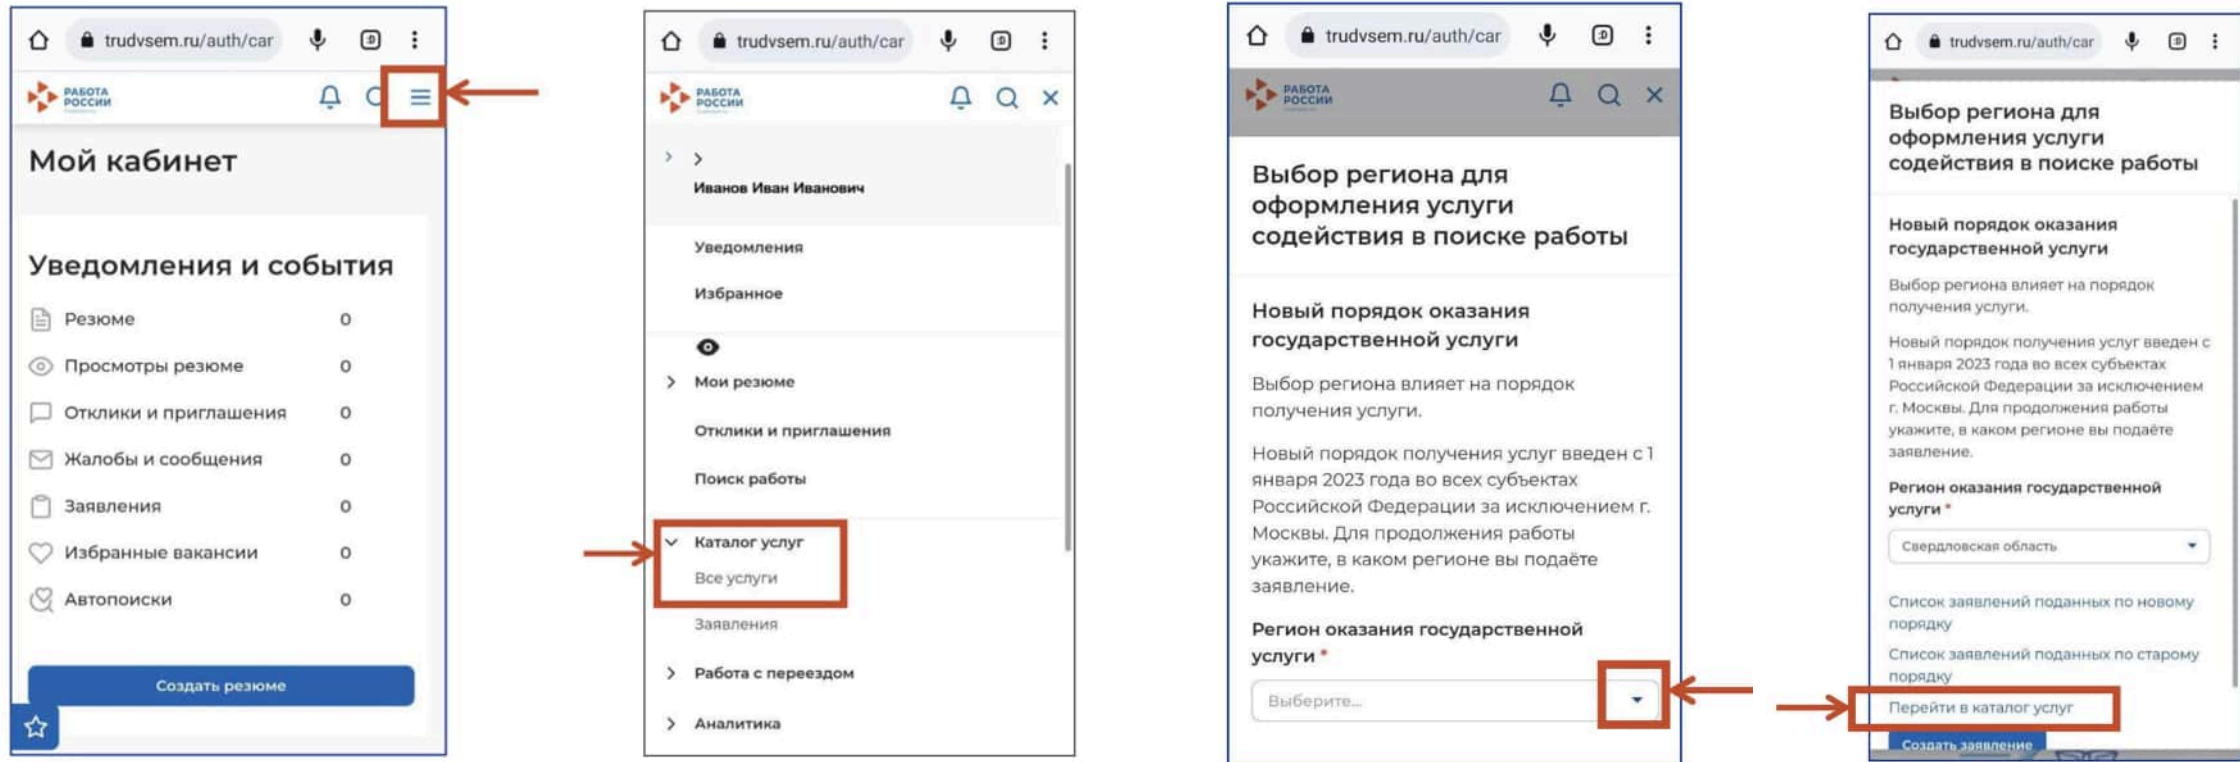 trudvsem.ru/auth/car
РАБОТА
РОССИИ
Мой кабинет
Уведомления и события
Резюме 0
Просмотры резюме 0
Отклики и приглашения 0
Жалобы и сообщения 0
Заявления 0
Избранные вакансии 0
Автопоиски 0
Создать резюме
trudvsem.ru/auth/car
РАБОТА
РОССИИ
Иванов Иван Иванович
Уведомления
Избранное
Мои резюме
Отклики и приглашения
Поиск работы
Каталог услуг
Все услуги
Заявления
Работа с переездом
Аналитика
trudvsem.ru/auth/car
РАБОТА
РОССИИ
Выбор региона для
оформления услуги
содействия в поиске работы
Новый порядок оказания
государственной услуги
Выбор региона влияет на порядок
получения услуги.
Новый порядок получения услуг введен с 1
января 2023 года во всех субъектах
Российской Федерации за исключением г.
Москвы. Для продолжения работы
укажите, в каком регионе вы подаёте
заявление.
Регион оказания государственной
услуги *
Выберите...
trudvsem.ru/auth/car
Выбор региона для
оформления услуги
содействия в поиске работы
Новый порядок оказания
государственной услуги
Выбор региона влияет на порядок
получения услуги.
Новый порядок получения услуг введен с
1 января 2023 года во всех субъектах
Российской Федерации за исключением
г. Москвы. Для продолжения работы
укажите, в каком регионе вы подаёте
заявление.
Регион оказания государственной
услуги *
Свердловская область
Список заявлений поданных по новому
порядку
Список заявлений поданных по старому
порядку
Перейти в каталог услуг
Создать заявление